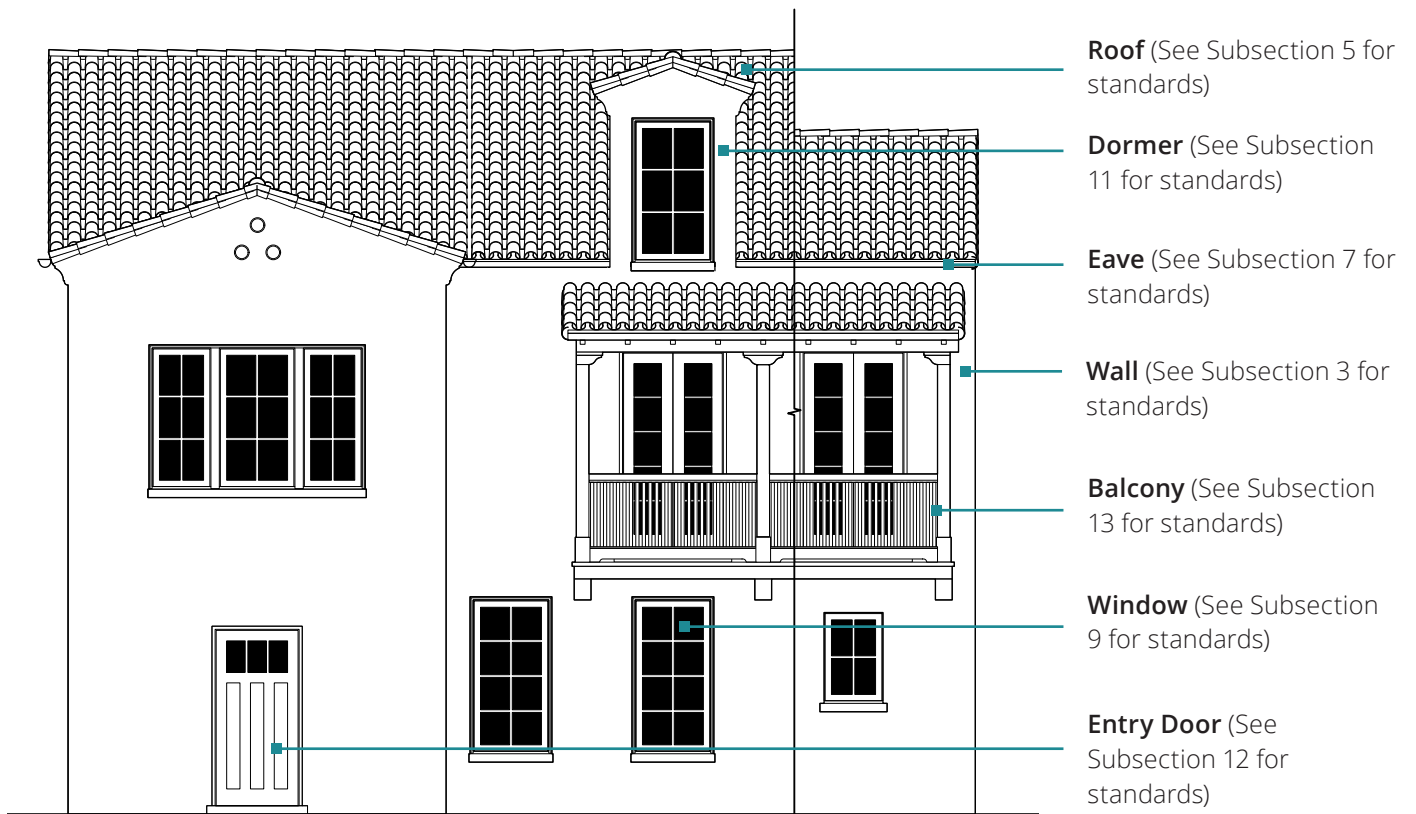 Roof (See Subsection 5 for
standards)
Dormer (See Subsection
11 for standards)
Eave (See Subsection 7 for
standards)
Wall (See Subsection 3 for
standards)
Balcony (See Subsection
13 for standards)
Window (See Subsection
9 for standards)
Entry Door (See
Subsection 12 for
standards)